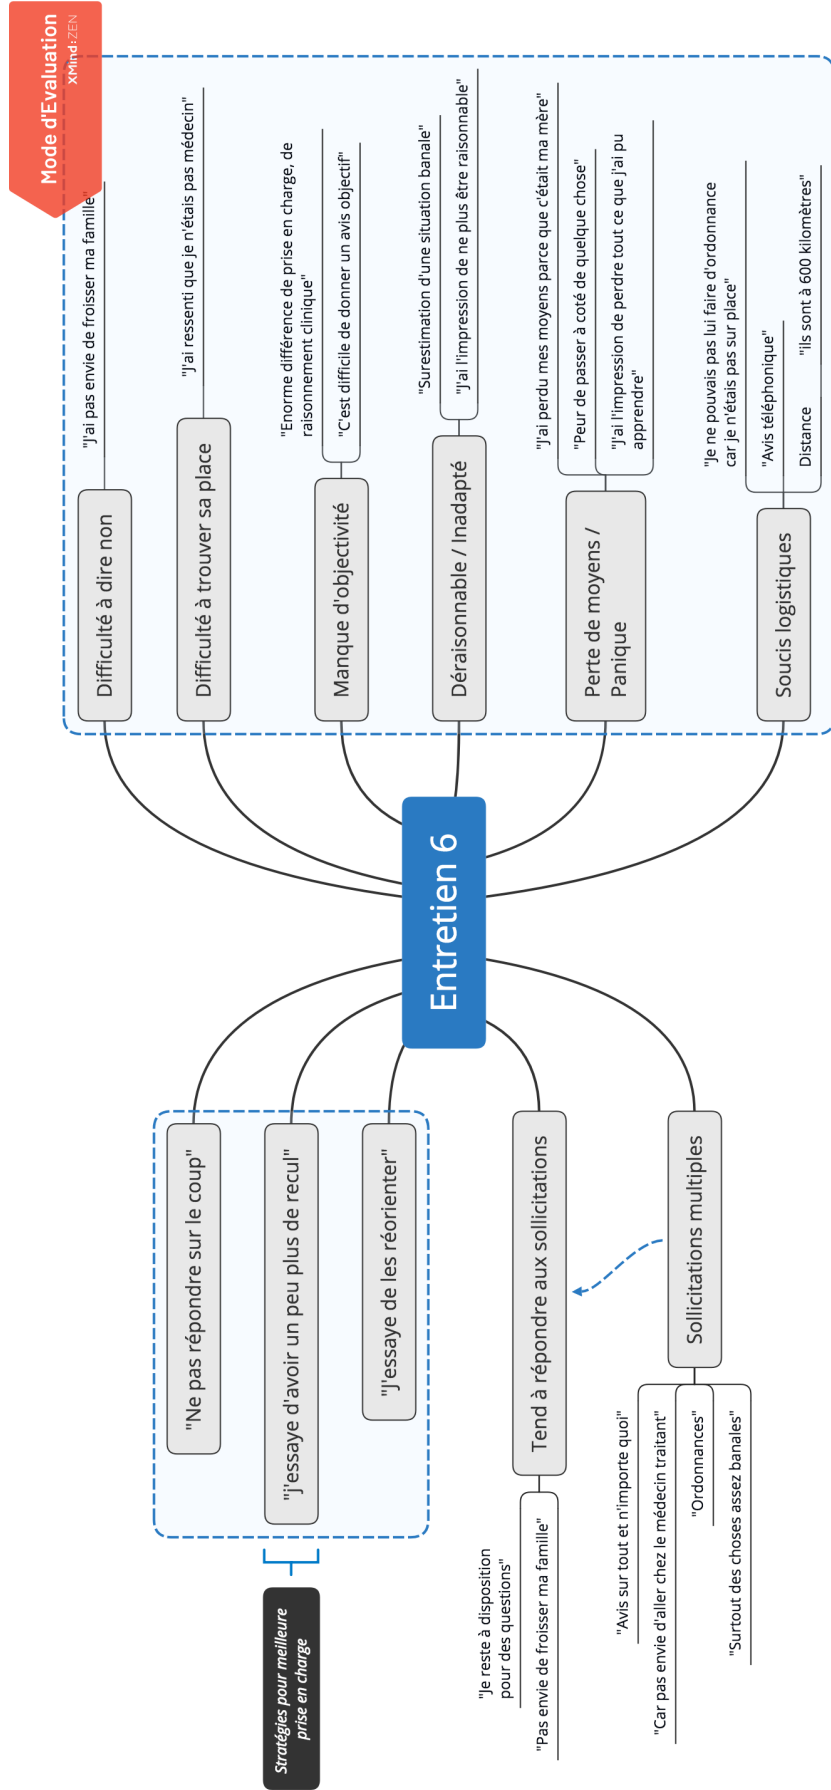 Mode d'Evaluation
XMind:ZEN
Entretien 6
Difficulté à dire non
"J'ai pas envie de froisser ma famille"
Difficulté à trouver sa place
"J'ai ressenti que je n'étais pas médecin"
Manque d'objectivité
"Enorme différence de prise en charge, de
raisonnement clinique"
"C'est difficile de donner un avis objectif"
Déraisonnable / Inadapté
"Surestimation d'une situation banale"
"J'ai l'impression de ne plus être raisonnable"
Perte de moyens /
Panique
"J'ai perdu mes moyens parce que c'était ma mère"
"Peur de passer à coté de quelque chose"
"J'ai l'impression de perdre tout ce que j'ai pu
apprendre"
Soucis logistiques
"Je ne pouvais pas lui faire d'ordonnance
car je n'étais pas sur place"
"Avis téléphonique"
Distance
"ils sont à 600 kilomètres"
"Ne pas répondre sur le coup"
"j'essaye d'avoir un peu plus de recul"
"J'essaye de les réorienter"
Stratégies pour meilleure
prise en charge
Tend à répondre aux sollicitations
"Je reste à disposition
pour des questions"
"Pas envie de froisser ma famille"
Sollicitations multiples
"Avis sur tout et n'importe quoi"
"Car pas envie d'aller chez le médecin traitant"
"Ordonnances"
"Surtout des choses assez banales"